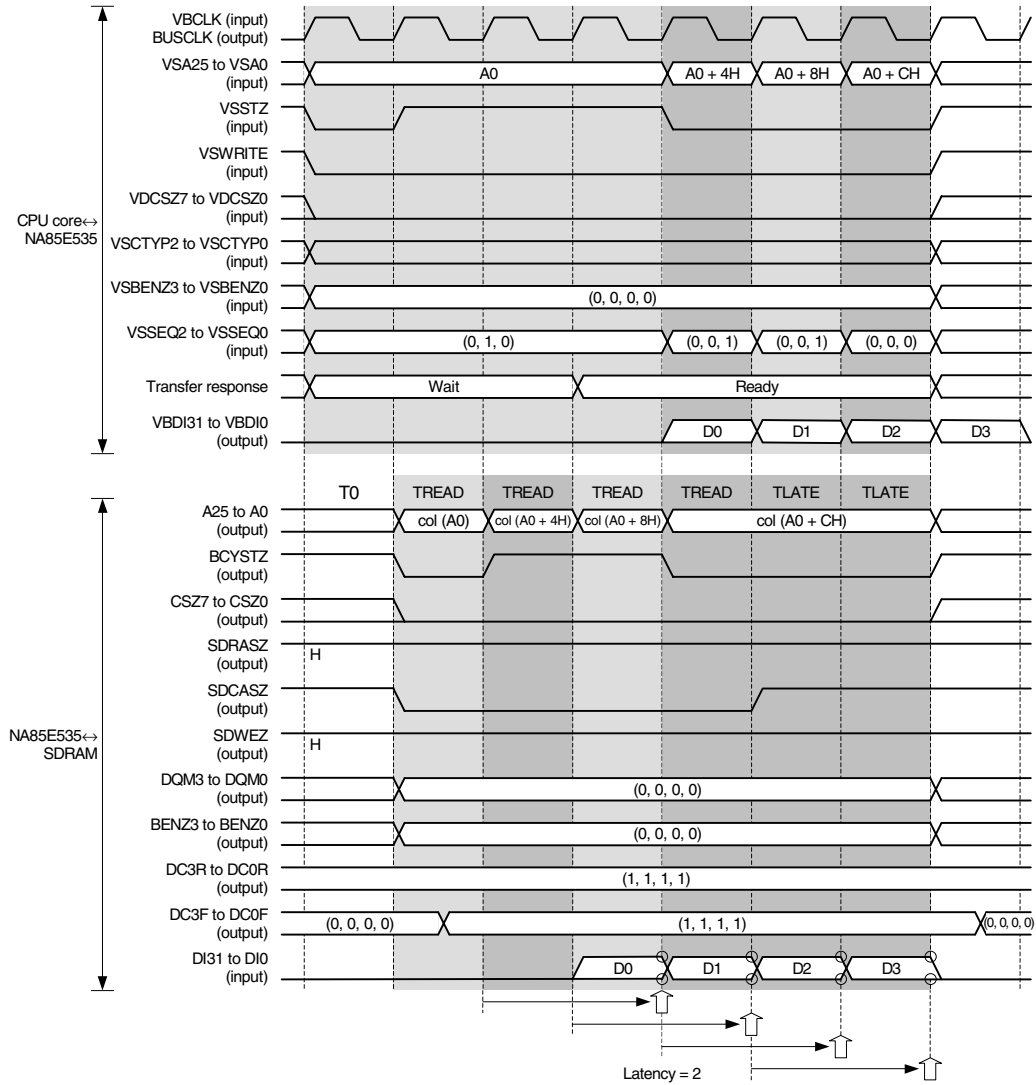 VBCLK (input)
BUSCLK (output)
VSA25 to VSA0
(input)
A0
A0 + 4H
A0 + 8H
A0 + CH
VSSTZ
(input)
VSWRITE
(input)
VDCSZ7 to VDCSZ0
(input)
CPU core↔
NA85E535
VSCTYP2 to VSCTYP0
(input)
VSBENZ3 to VSBENZ0
(input)
(0, 0, 0, 0)
VSSEQ2 to VSSEQ0
(input)
(0, 1, 0)
(0, 0, 1)
(0, 0, 1)
(0, 0, 0)
Transfer response
Wait
Ready
VBDI31 to VBDI0
(output)
D0
D1
D2
D3
T0
TREAD
TREAD
TREAD
TREAD
TLATE
TLATE
A25 to A0
(output)
col (A0)
col (A0 + 4H)
col (A0 + 8H)
col (A0 + CH)
BCYSTZ
(output)
CSZ7 to CSZ0
(output)
SDRASZ
(output)
H
SDCASZ
(output)
NA85E535↔
SDRAM
SDWEZ
(output)
H
DQM3 to DQM0
(output)
(0, 0, 0, 0)
BENZ3 to BENZ0
(output)
(0, 0, 0, 0)
DC3R to DC0R
(output)
(1, 1, 1, 1)
DC3F to DC0F
(output)
(0, 0, 0, 0)
(1, 1, 1, 1)
(0, 0, 0, 0)
DI31 to DI0
(input)
D0
D1
D2
D3
Latency = 2